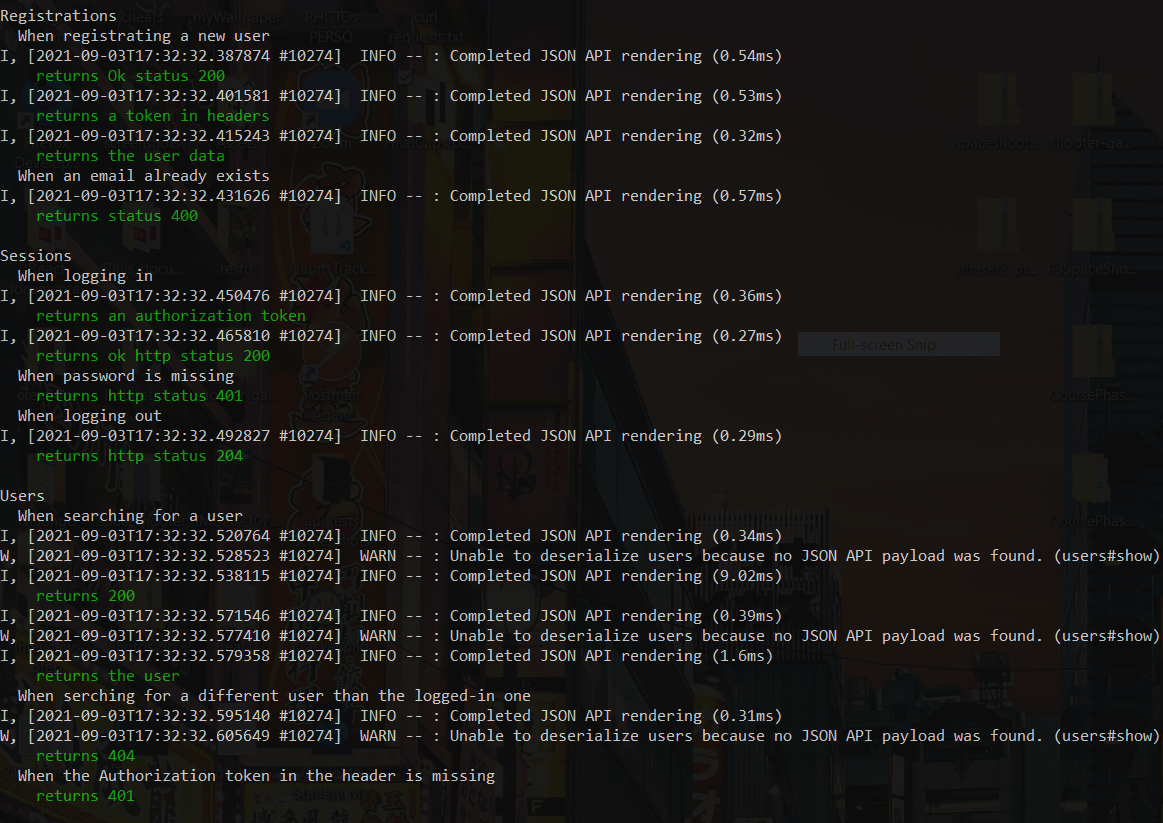 Registrations
When registrating a new user
I, [2021-09-03T17:32:32.387874 #10274]  INFO -- : Completed JSON API rendering (0.54ms)
returns Ok status 200
I, [2021-09-03T17:32:32.401581 #10274]  INFO -- : Completed JSON API rendering (0.53ms)
returns a token in headers
I, [2021-09-03T17:32:32.415243 #10274]  INFO -- : Completed JSON API rendering (0.32ms)
returns the user data
When an email already exists
I, [2021-09-03T17:32:32.431626 #10274]  INFO -- : Completed JSON API rendering (0.57ms)
returns status 400
Sessions
When logging in
I, [2021-09-03T17:32:32.450476 #10274]  INFO -- : Completed JSON API rendering (0.36ms)
returns an authorization token
I, [2021-09-03T17:32:32.465810 #10274]  INFO -- : Completed JSON API rendering (0.27ms)
Full-screen Snip
returns ok http status 200
When password is missing
returns http status 401
When logging out
I, [2021-09-03T17:32:32.492827 #10274]  INFO -- : Completed JSON API rendering (0.29ms)
returns http status 204
Users
When searching for a user
I, [2021-09-03T17:32:32.520764 #10274]  INFO -- : Completed JSON API rendering (0.34ms)
W, [2021-09-03T17:32:32.528523 #10274]  WARN -- : Unable to deserialize users because no JSON API payload was found. (users#show)
I, [2021-09-03T17:32:32.538115 #10274]  INFO -- : Completed JSON API rendering (9.02ms)
returns 200
I, [2021-09-03T17:32:32.571546 #10274]  INFO -- : Completed JSON API rendering (0.39ms)
W, [2021-09-03T17:32:32.577410 #10274]  WARN -- : Unable to deserialize users because no JSON API payload was found. (users#show)
I, [2021-09-03T17:32:32.579358 #10274]  INFO -- : Completed JSON API rendering (1.6ms)
returns the user
When serching for a different user than the logged-in one
I, [2021-09-03T17:32:32.595140 #10274]  INFO -- : Completed JSON API rendering (0.31ms)
W, [2021-09-03T17:32:32.605649 #10274]  WARN -- : Unable to deserialize users because no JSON API payload was found. (users#show)
returns 404
When the Authorization token in the header is missing
returns 401